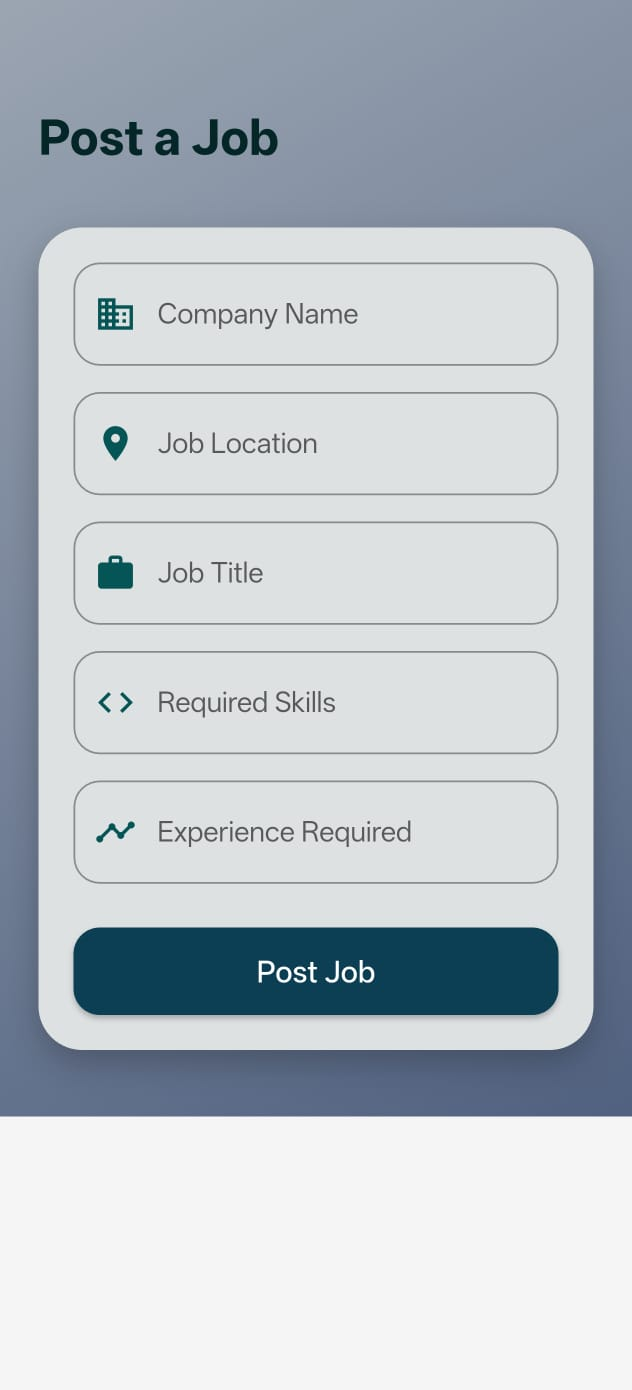 Post a Job
Company Name
Job Location
Job Title
Required Skills
Experience Required
Post Job